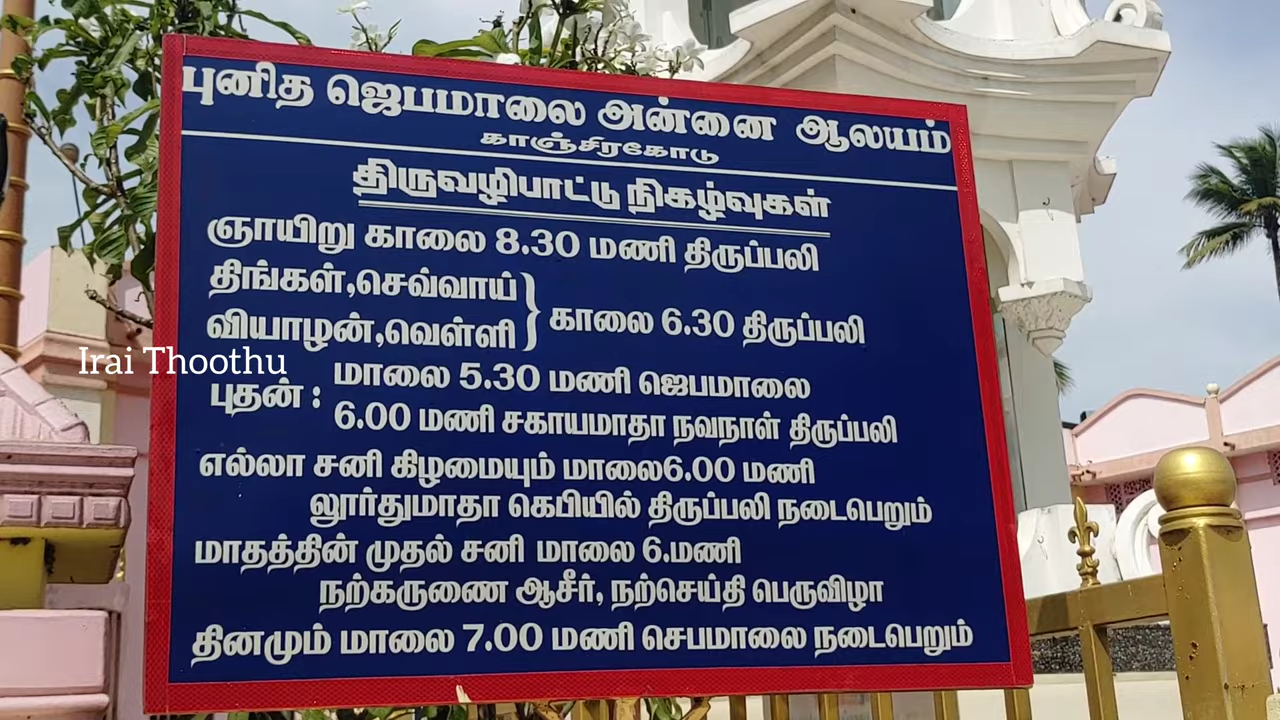 புனித ஜெபமாலை அன்னை ஆலயம்
காஞ்சிரகோடு
திருவழிபாட்டு நிகழ்வுகள்
ஞாயிறு காலை 8.30 மணி திருப்பலி
திங்கள்,செவ்வாய்
வியாழன்,வெள்ளி } காலை 6.30 திருப்பலி
புதன் : மாலை 5.30 மணி ஜெபமாலை
6.00 மணி சகாயமாதா நவநாள் திருப்பலி
எல்லா சனி கிழமையும் மாலை6.00 மணி
லூர்துமாதா கெபியில் திருப்பலி நடைபெறும்
மாதத்தின் முதல் சனி மாலை 6.மணி
நற்கருணை ஆசீர், நற்செய்தி பெருவிழா
தினமும் மாலை 7.00 மணி செபமாலை நடைபெறும்
Irai Thoothu